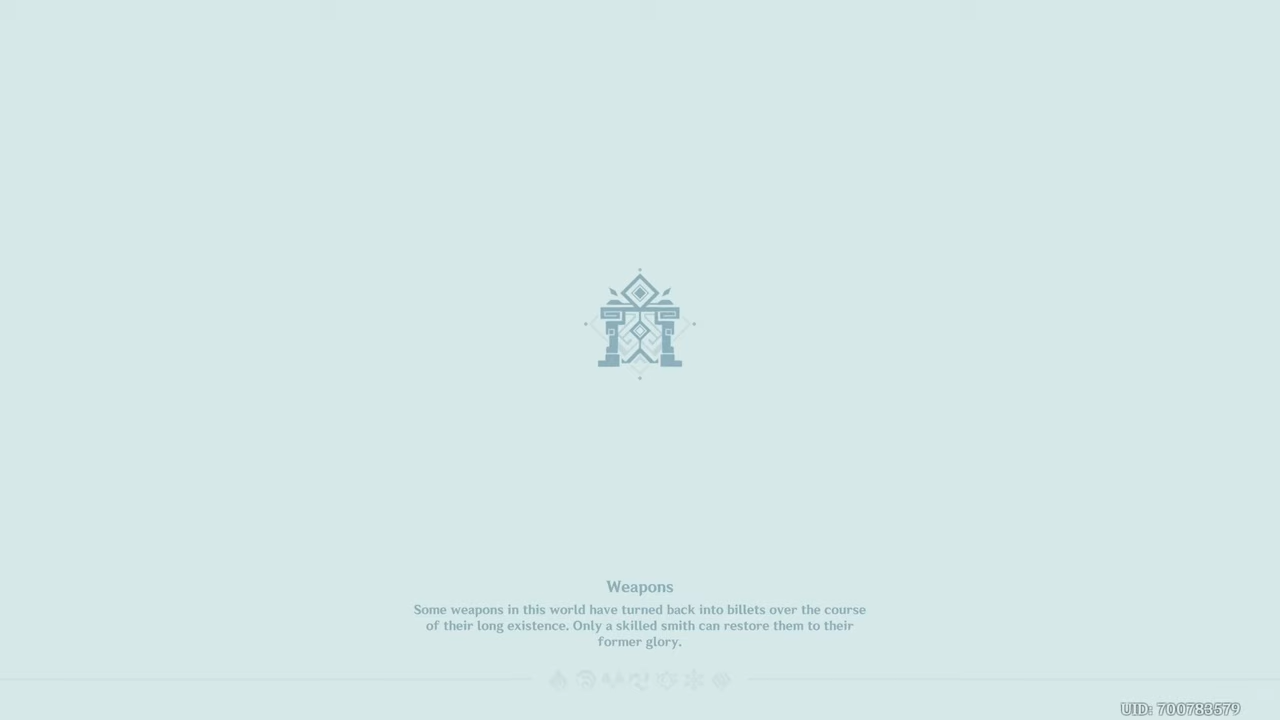 Weapons
Some weapons in this world have turned back into billets over the course
of their long existence. Only a skilled smith can restore them to their
former glory.
UID: 700783579